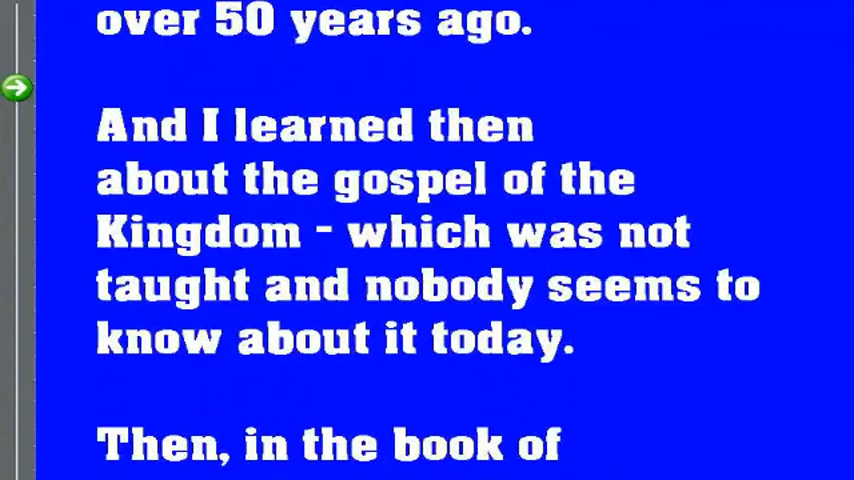 over 50 years ago.
And I learned then
about the gospel of the
Kingdom - which was not
taught and nobody seems to
know about it today.
Then, in the book of